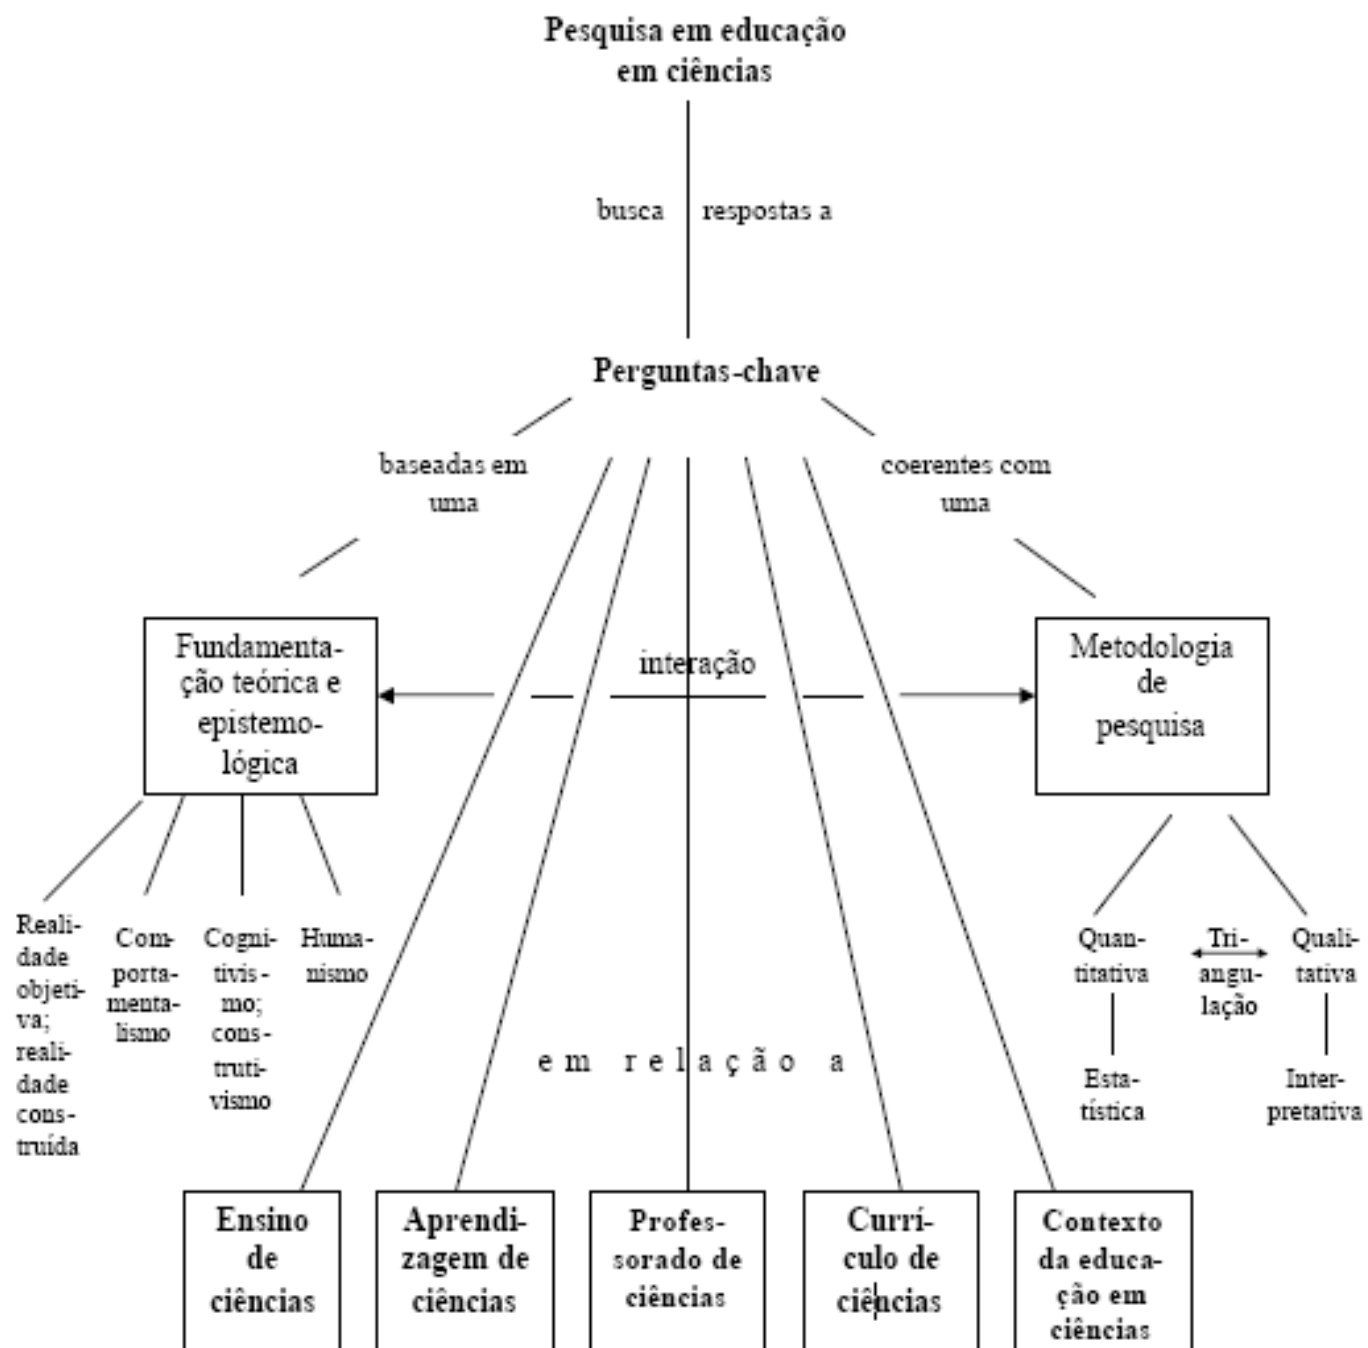 Pesquisa em educação
em ciências
busca respostas a
Perguntas-chave
baseadas em
uma
coerentes com
uma
Fundamenta-
ção teórica e
epistemo-
lógica
interação
Metodologia
de
pesquisa
Reali-
dade
objeti-
va;
reali-
dade
cons-
truída
Com-
porta-
menta-
lismo
Cogni-
tivis-
mo;
cons-
truti-
vismo
Huma-
nismo
Quan-
titativa
Tri-
angu-
lação
Quali-
tativa
Esta-
tística
Inter-
pretativa
em relação a
Ensino
de
ciências
Aprendi-
zagem de
ciências
Profes-
sorado de
ciências
Currí-
culo de
ciências
Contexto
da educa-
ção em
ciências